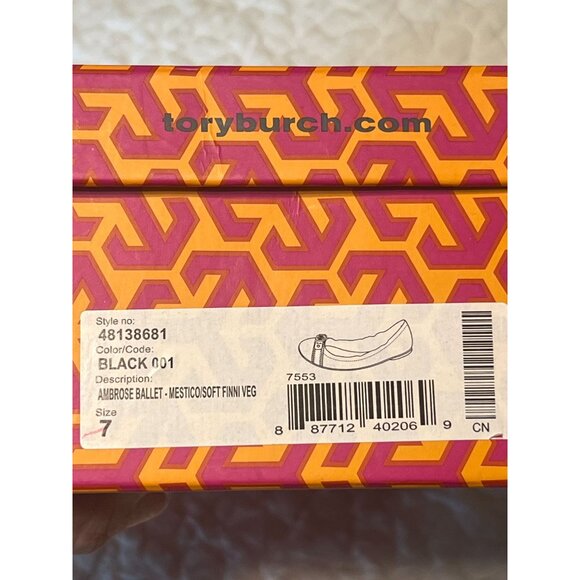 toryburch.com
Style no:
48138681
Color/Code:
BLACK 001
Description:
AMBROSE BALLET - MESTICO/SOFT FINNI VEG
Size
7
7553
8 87712 40206 9
CN